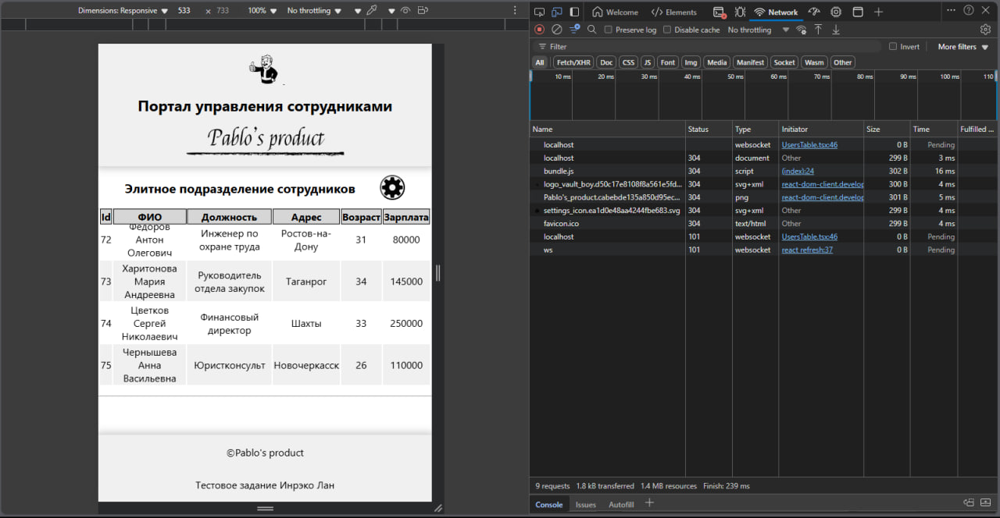 Dimensions: Responsive 533 × 733 100% No throttling
Welcome Elements Network
Preserve log Disable cache No throttling
Filter Invert More filters
All Fetch/XHR Doc CSS JS Font Img Media Manifest Socket Wasm Other
10 ms 20 ms 30 ms 40 ms 50 ms 60 ms 70 ms 80 ms 90 ms 100 ms 110
Name Status Type Initiator Size Time Fulfilled ...
localhost websocket UsersTable.tsx:46 0 B Pending
localhost 304 document Other 299 B 3 ms
bundle.js 304 script (index):24 302 B 16 ms
logo_vault_boy.d50c17e8108f8a561e5fd... 304 svg+xml react-dom-client.develop 300 B 4 ms
Pablo's_product.cabebde135a850d95ec... 304 png react-dom-client.develop 301 B 5 ms
settings_icon.ea1d0e48aa4244fbe683.svg 304 svg+xml Other 299 B 4 ms
favicon.ico 304 text/html Other 299 B 4 ms
localhost 101 websocket UsersTable.tsx:46 0 B Pending
ws 101 websocket react refresh:37 0 B Pending
9 requests 1.8 kB transferred 1.4 MB resources Finish: 239 ms
Console Issues Autofill
Портал управления сотрудниками
Pablo's product
Элитное подразделение сотрудников
Id ФИО Должность Адрес Возраст Зарплата
72 Федоров Антон Олегович Инженер по охране труда Ростов-на-Дону 31 80000
73 Харитонова Мария Андреевна Руководитель отдела закупок Таганрог 34 145000
74 Цветков Сергей Николаевич Финансовый директор Шахты 33 250000
75 Чернышева Анна Васильевна Юристконсульт Новочеркасск 26 110000
©Pablo's product
Тестовое задание Инрэко Лан